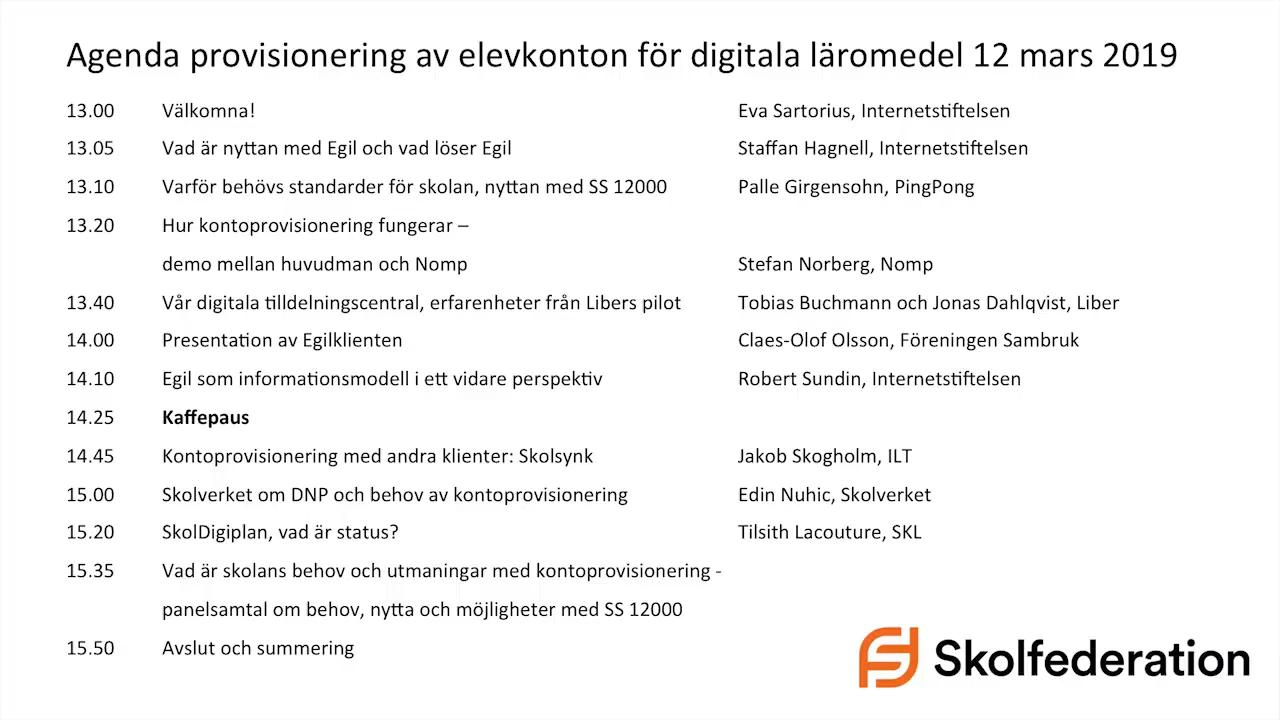 Agenda provisionering av elevkonton för digitala läromedel 12 mars 2019
13.00 Välkomna! Eva Sartorius, Internetstiftelsen
13.05 Vad är nyttan med Egil och vad löser Egil Staffan Hagnell, Internetstiftelsen
13.10 Varför behövs standarder för skolan, nyttan med SS 12000 Palle Girgensohn, PingPong
13.20 Hur kontoprovisionering fungerar –
demo mellan huvudman och Nomp Stefan Norberg, Nomp
13.40 Vår digitala tilldelningscentral, erfarenheter från Libers pilot Tobias Buchmann och Jonas Dahlqvist, Liber
14.00 Presentation av Egilklienten Claes-Olof Olsson, Föreningen Sambruk
14.10 Egil som informationsmodell i ett vidare perspektiv Robert Sundin, Internetstiftelsen
14.25 Kaffepaus
14.45 Kontoprovisionering med andra klienter: Skolsynk Jakob Skogholm, ILT
15.00 Skolverket om DNP och behov av kontoprovisionering Edin Nuhic, Skolverket
15.20 SkolDigiplan, vad är status? Tilsith Lacouture, SKL
15.35 Vad är skolans behov och utmaningar med kontoprovisionering -
panelsamtal om behov, nytta och möjligheter med SS 12000
15.50 Avslut och summering
Skolfederation